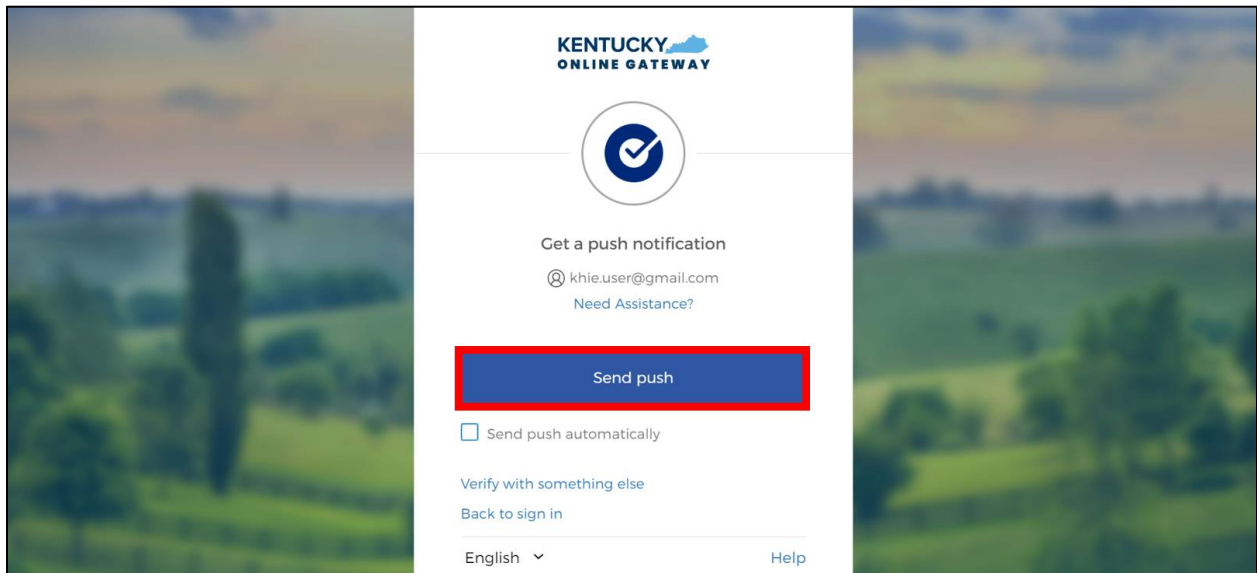 KENTUCKY
ONLINE GATEWAY
Get a push notification
khie.user@gmail.com
Need Assistance?
Send push
Send push automatically
Verify with something else
Back to sign in
English
Help